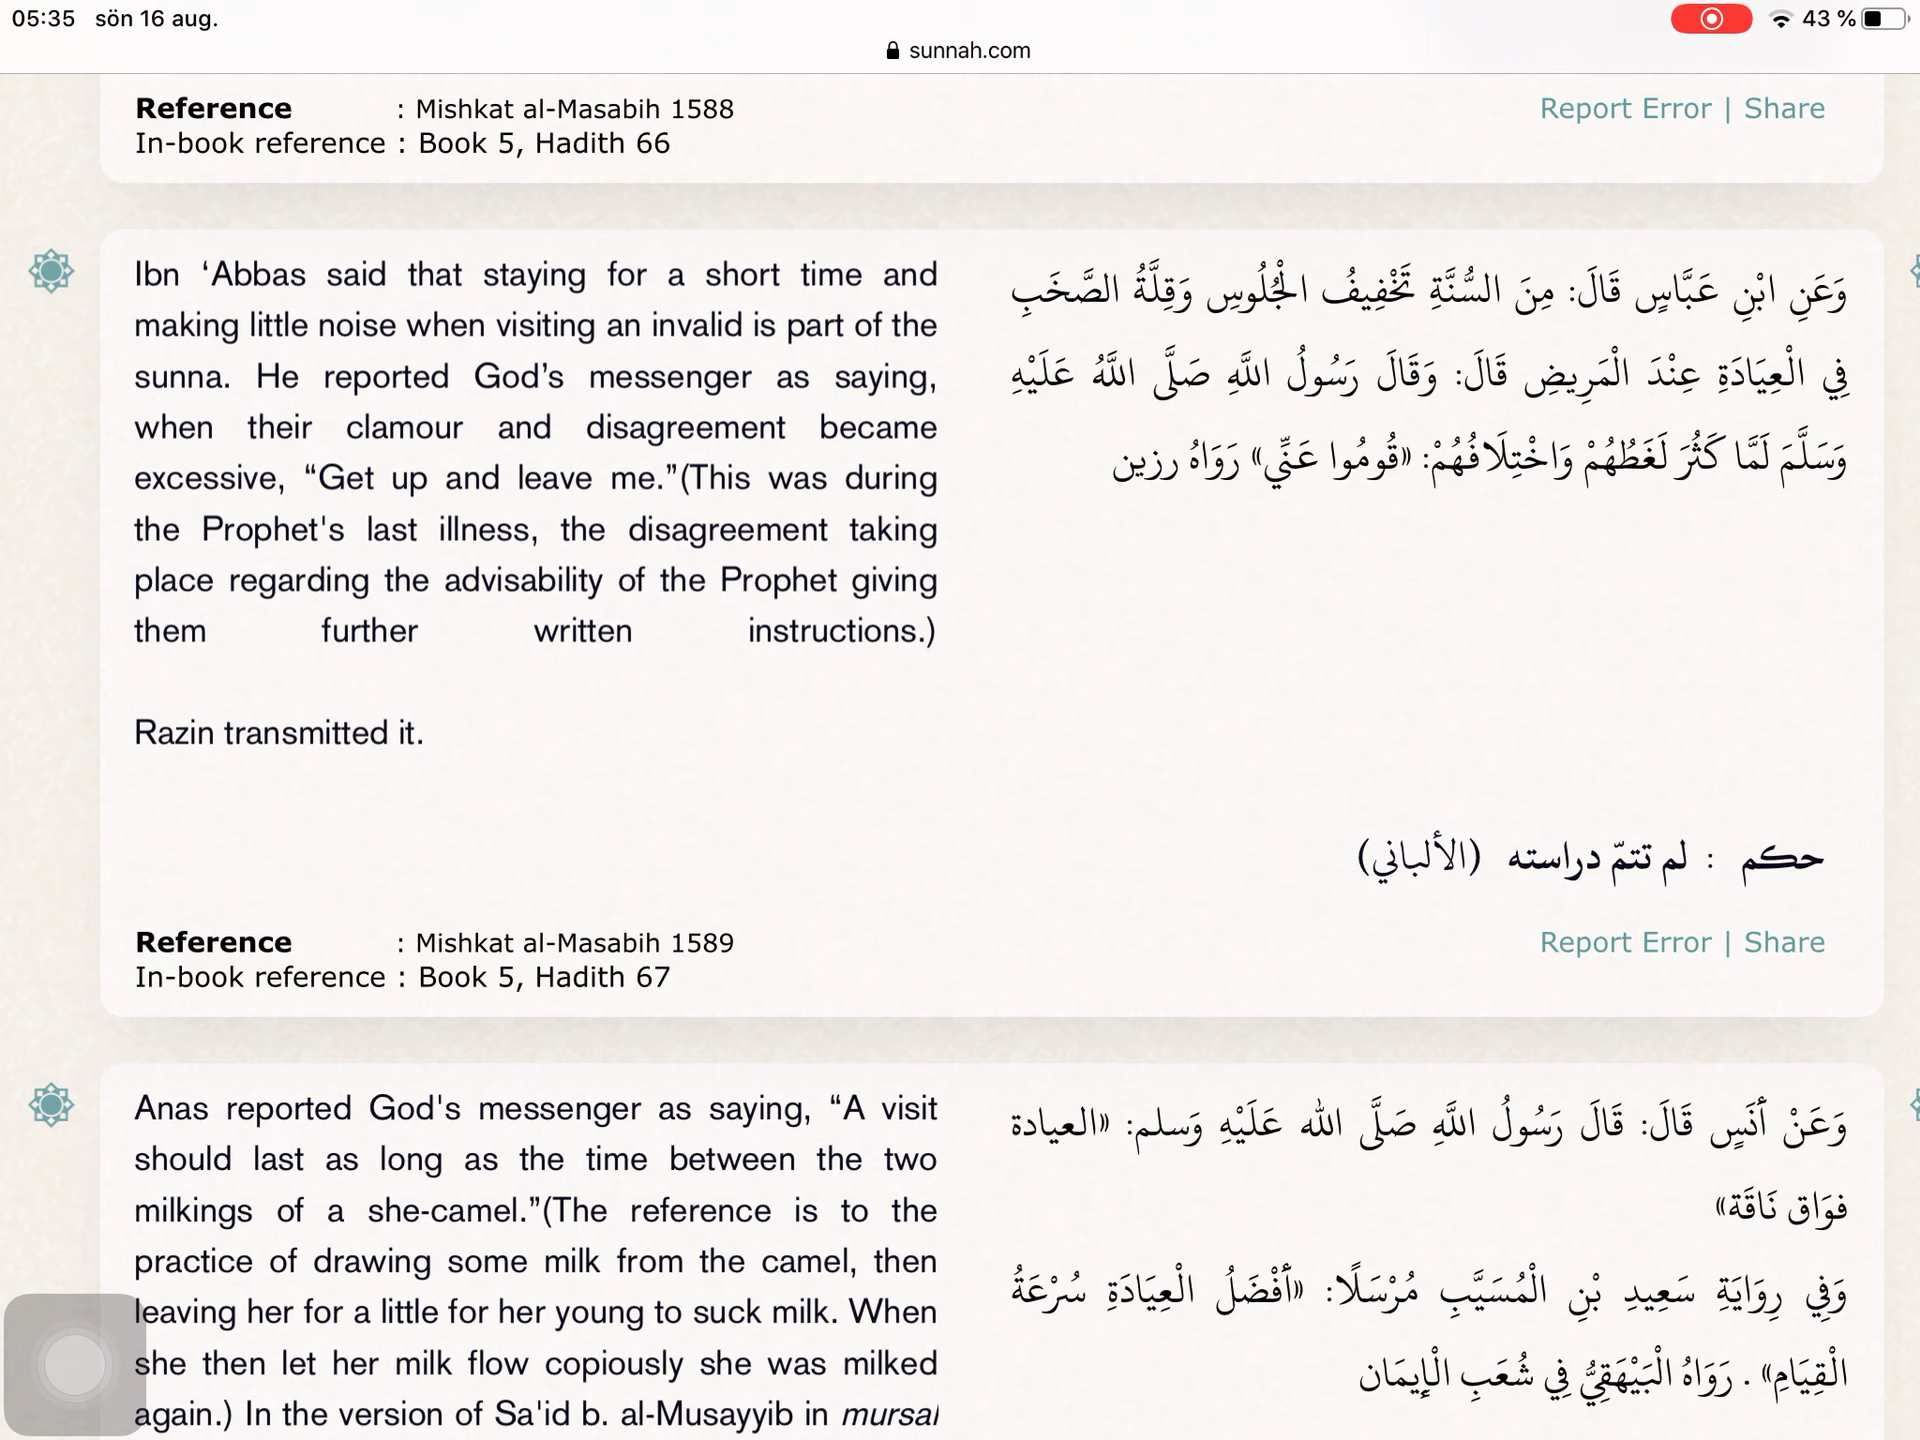 05:35 sön 16 aug.
43 %
sunnah.com
Reference : Mishkat al-Masabih 1588
Report Error | Share
In-book reference : Book 5, Hadith 66
Ibn ‘Abbas said that staying for a short time and
making little noise when visiting an invalid is part of the
sunna. He reported God’s messenger as saying,
when their clamour and disagreement became
excessive, “Get up and leave me.”(This was during
the Prophet's last illness, the disagreement taking
place regarding the advisability of the Prophet giving
them further written instructions.)
Razin transmitted it.
وَعَنِ ابْنِ عَبَّاسٍ قَالَ: مِنَ السُّنَّةِ تَخْفِيفُ الْجُلُوسِ وَقِلَّةُ الصَّخَبِ
فِي الْعِيَادَةِ عِنْدَ الْمَرِيضِ قَالَ: وَقَالَ رَسُولُ اللَّهِ صَلَّى اللَّهُ عَلَيْهِ
وَسَلَّمَ لَمَّا كَثُرَ لَغَطُهُمْ وَاخْتِلَافُهُمْ: «قُومُوا عَنِّي» رَوَاهُ رزين
حكم : لم تتمّ دراسته (الألباني)
Reference : Mishkat al-Masabih 1589
Report Error | Share
In-book reference : Book 5, Hadith 67
Anas reported God's messenger as saying, “A visit
should last as long as the time between the two
milkings of a she-camel.”(The reference is to the
practice of drawing some milk from the camel, then
leaving her for a little for her young to suck milk. When
she then let her milk flow copiously she was milked
again.) In the version of Sa'id b. al-Musayyib in mursal
وَعَنْ أَنَسٍ قَالَ: قَالَ رَسُولُ اللَّهِ صَلَّى الله عَلَيْهِ وَسلم: «العيادة
فوَاق نَاقَة»
وَفِي رِوَايَةِ سَعِيدِ بْنِ الْمُسَيَّبِ مُرْسَلًا: «أَفْضَلُ الْعِيَادَةِ سُرْعَةُ
الْقِيَامِ» . رَوَاهُ الْبَيْهَقِيُّ فِي شُعَبِ الْإِيمَان